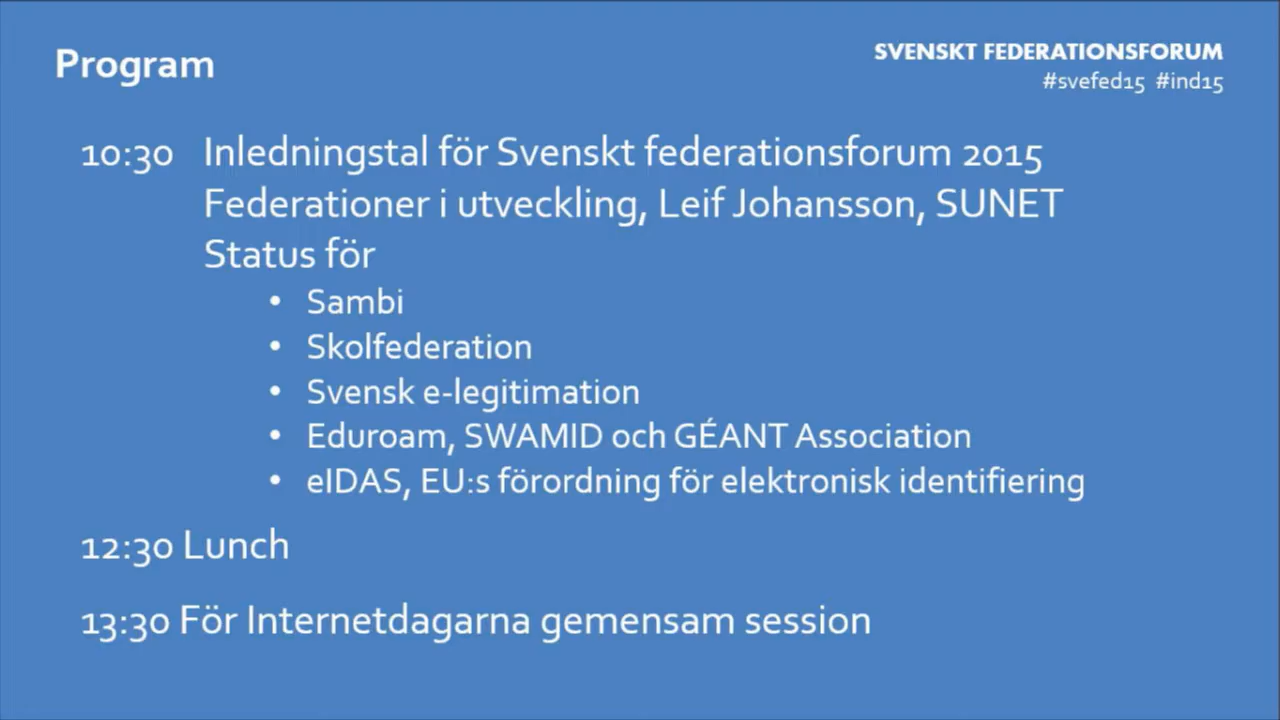 Program
SVENSKT FEDERATIONSFORUM
#svefed15 #ind15
10:30 Inledningstal för Svenskt federationsforum 2015
Federationer i utveckling, Leif Johansson, SUNET
Status för
• Sambi
• Skolfederation
• Svensk e-legitimation
• Eduroam, SWAMID och GÉANT Association
• eIDAS, EU:s förordning för elektronisk identifiering
12:30 Lunch
13:30 För Internetdagarna gemensam session